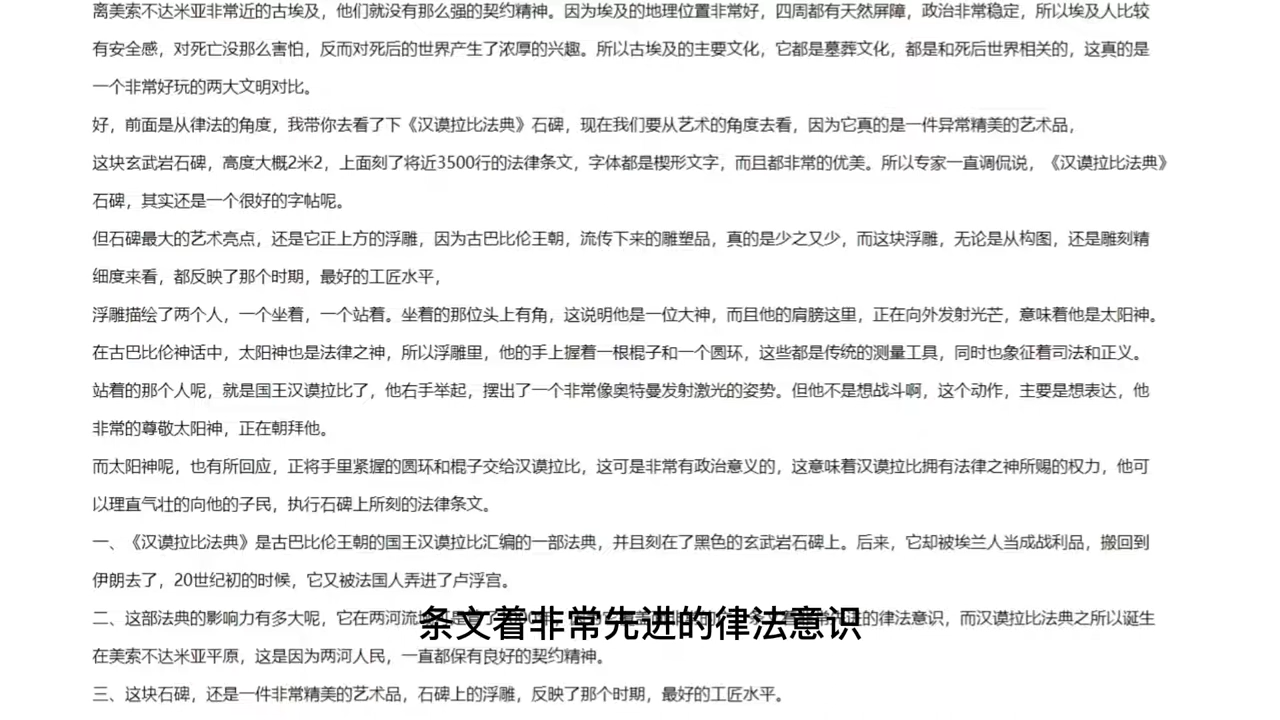 离美索不达米亚非常近的古埃及，他们就没有那么强的契约精神。因为埃及的地理位置非常好，四周都有天然屏障，政治非常稳定，所以埃及人比较
有安全感，对死亡没那么害怕，反而对死后的世界产生了浓厚的兴趣。所以古埃及的主要文化，它都是墓葬文化，都是和死后世界相关的，这真的是
一个非常好玩的两大文明对比。
好，前面是从律法的角度，我带你去看了下《汉谟拉比法典》石碑，现在我们要从艺术的角度去看，因为它真的是一件异常精美的艺术品，
这块玄武岩石碑，高度大概2米2，上面刻了将近3500行的法律条文，字体都是楔形文字，而且都非常的优美。所以专家一直调侃说，《汉谟拉比法典》
石碑，其实还是一个很好的字帖呢。
但石碑最大的艺术亮点，还是它正上方的浮雕，因为古巴比伦王朝，流传下来的雕塑品，真的是少之又少，而这块浮雕，无论是从构图，还是雕刻精
细度来看，都反映了那个时期，最好的工匠水平，
浮雕描绘了两个人，一个坐着，一个站着。坐着的那位头上有角，这说明他是一位大神，而且他的肩膀这里，正在向外发射光芒，意味着他是太阳神。
在古巴比伦神话中，太阳神也是法律之神，所以浮雕里，他的手上握着一根棍子和一个圆环，这些都是传统的测量工具，同时也象征着司法和正义。
站着的那个人呢，就是国王汉谟拉比了，他右手举起，摆出了一个非常像奥特曼发射激光的姿势。但他不是想战斗啊，这个动作，主要是想表达，他
非常的尊敬太阳神，正在朝拜他。
而太阳神呢，也有所回应，正将手里紧握的圆环和棍子交给汉谟拉比，这可是非常有政治意义的，这意味着汉谟拉比拥有法律之神所赐的权力，他可
以理直气壮的向他的子民，执行石碑上所刻的法律条文。
一、《汉谟拉比法典》是古巴比伦王朝的国王汉谟拉比汇编的一部法典，并且刻在了黑色的玄武岩石碑上。后来，它却被埃兰人当成战利品，搬回到
伊朗去了，20世纪初的时候，它又被法国人弄进了卢浮宫。
二、这部法典的影响力有多大呢，它在两河流域 的律法意识，而汉谟拉比法典之所以诞生
条文着非常先进的律法意识
在美索不达米亚平原，这是因为两河人民，一直都保有良好的契约精神。
三、这块石碑，还是一件非常精美的艺术品，石碑上的浮雕，反映了那个时期，最好的工匠水平。